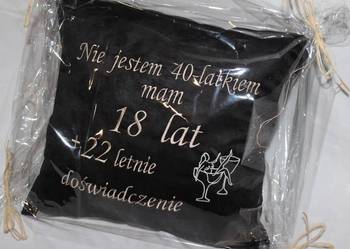 Nie jestem 40-latkiem
mam
18 lat
+ 22 letnie
doświadczenie